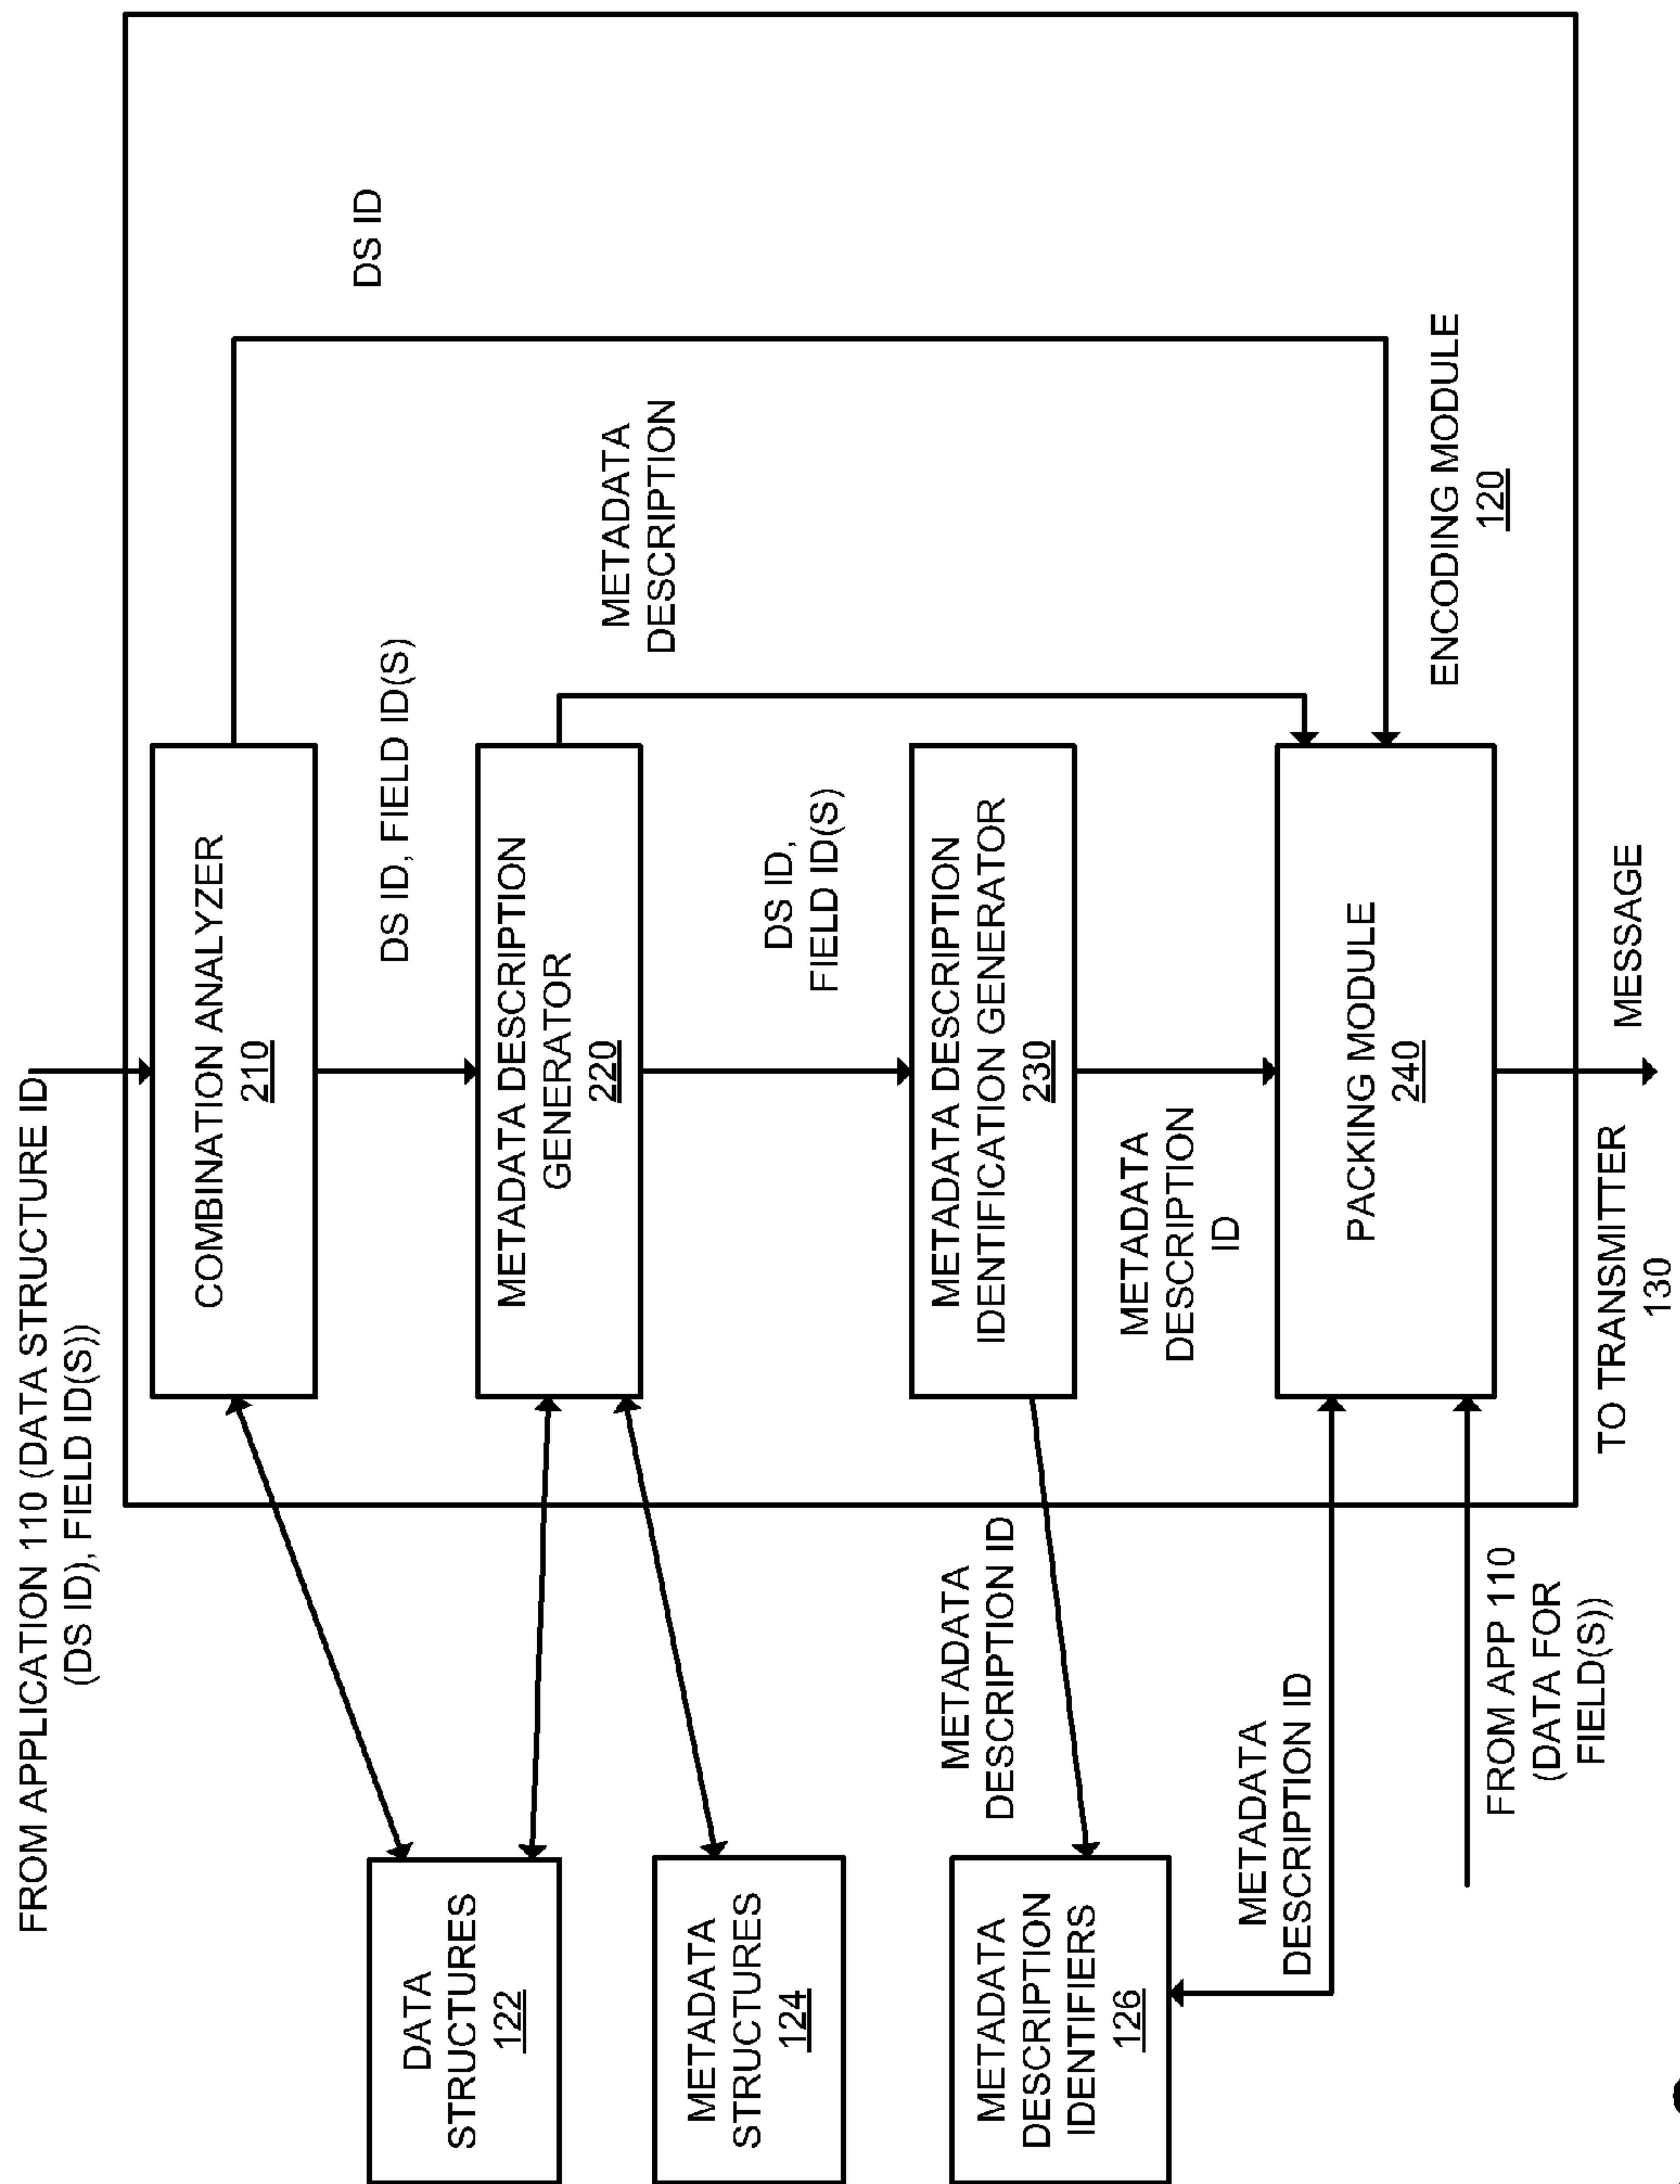 FROM APPLICATION 110 (DATA STRUCTURE ID
(DS ID), FIELD ID(S))
COMBINATION ANALYZER
210
DS ID
DS ID, FIELD ID(S)
DATA
STRUCTURES
122
METADATA DESCRIPTION
GENERATOR
220
METADATA
DESCRIPTION
METADATA
STRUCTURES
124
DS ID,
FIELD ID(S)
METADATA
DESCRIPTION ID
METADATA DESCRIPTION
IDENTIFICATION GENERATOR
230
METADATA
DESCRIPTION
IDENTIFIERS
126
METADATA
DESCRIPTION
ID
METADATA
DESCRIPTION ID
PACKING MODULE
240
ENCODING MODULE
120
FROM APP 110
(DATA FOR
FIELD(S))
TO TRANSMITTER
130
MESSAGE